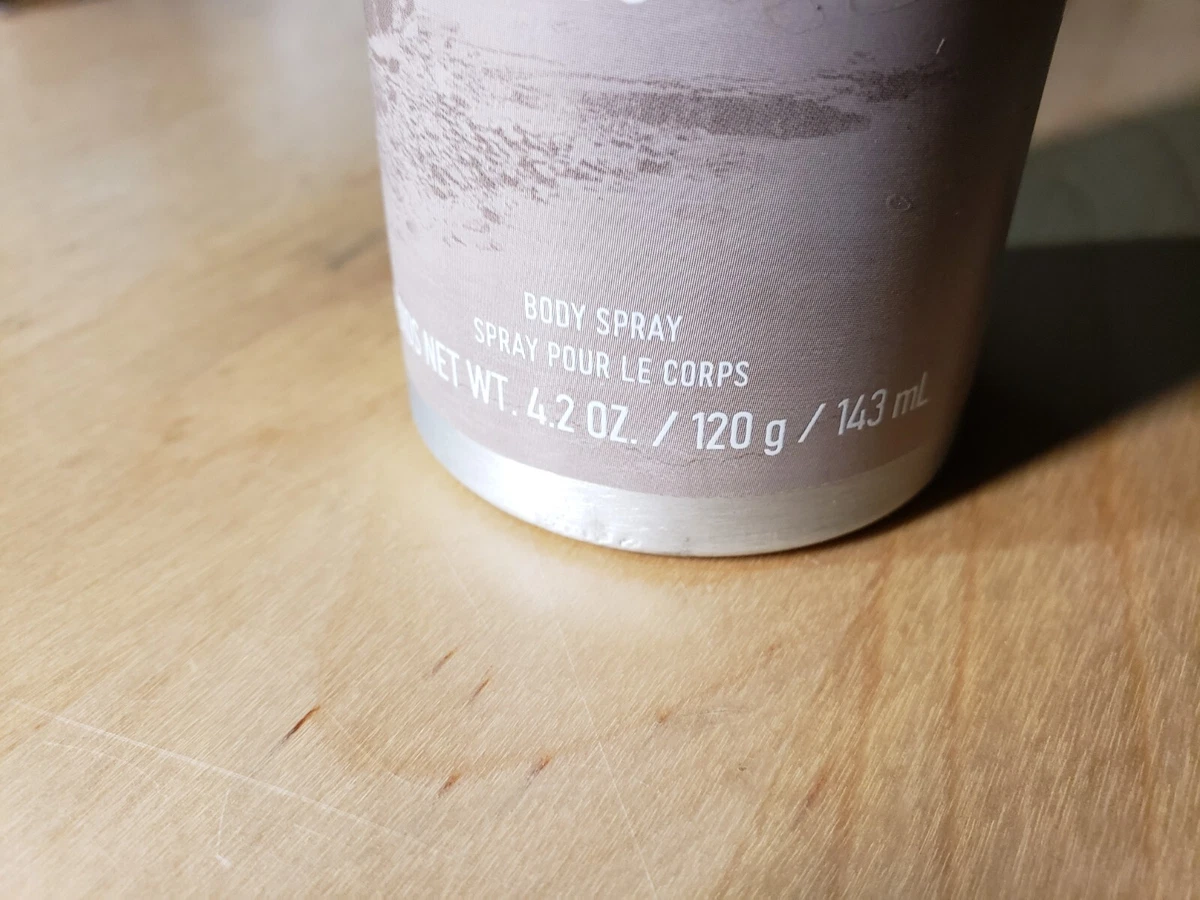 BODY SPRAY
SPRAY POUR LE CORPS
NET WT. 4.2 OZ. / 120 g / 143 mL